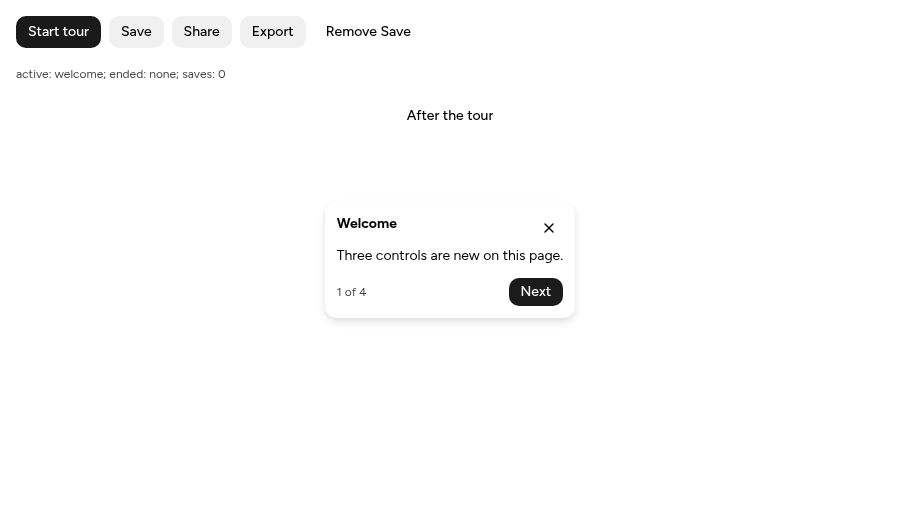 Start tour Save Share Export Remove Save
active: welcome; ended: none; saves: 0
After the tour
Welcome
Three controls are new on this page.
1 of 4 Next